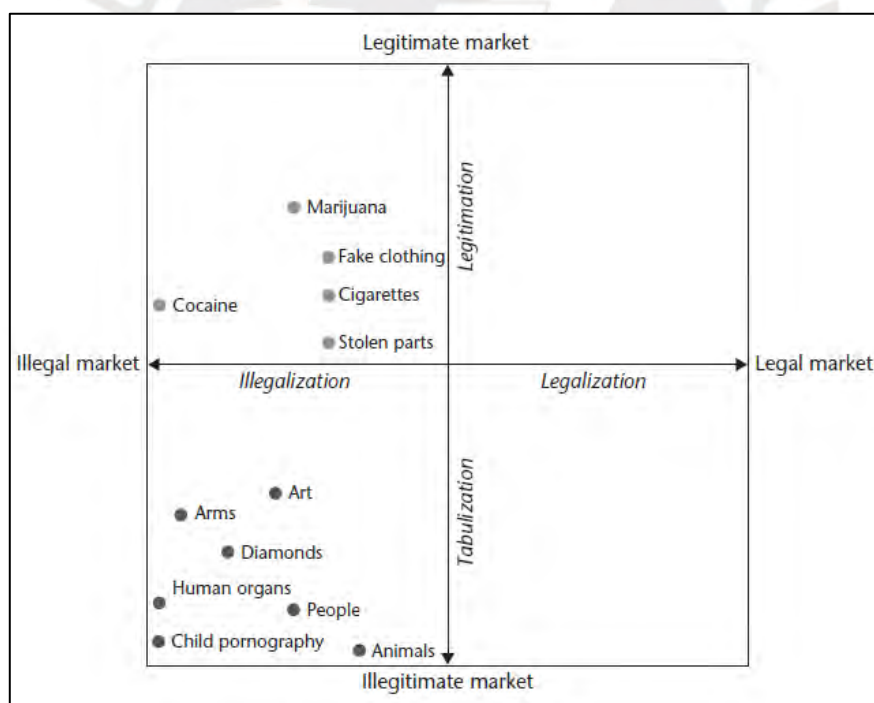 Legitimate market
Legitimation
Marijuana
Fake clothing
Cigarettes
Cocaine
Stolen parts
Illegal market
Legal market
Illegalization
Legalization
Tabulization
Art
Arms
Diamonds
Human organs
People
Child pornography
Animals
Illegitimate market